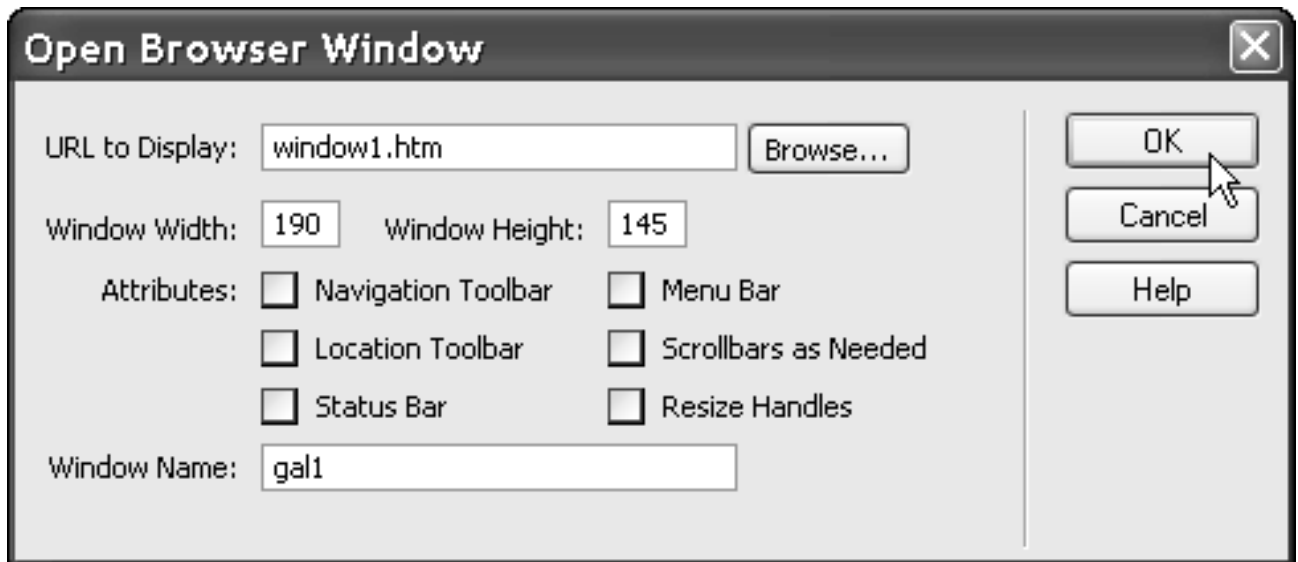 Open Browser Window
URL to Display: window1.htm Browse... OK
Window Width: 190 Window Height: 145 Cancel
Attributes: Navigation Toolbar Menu Bar Help
Location Toolbar Scrollbars as Needed
Status Bar Resize Handles
Window Name: gal1